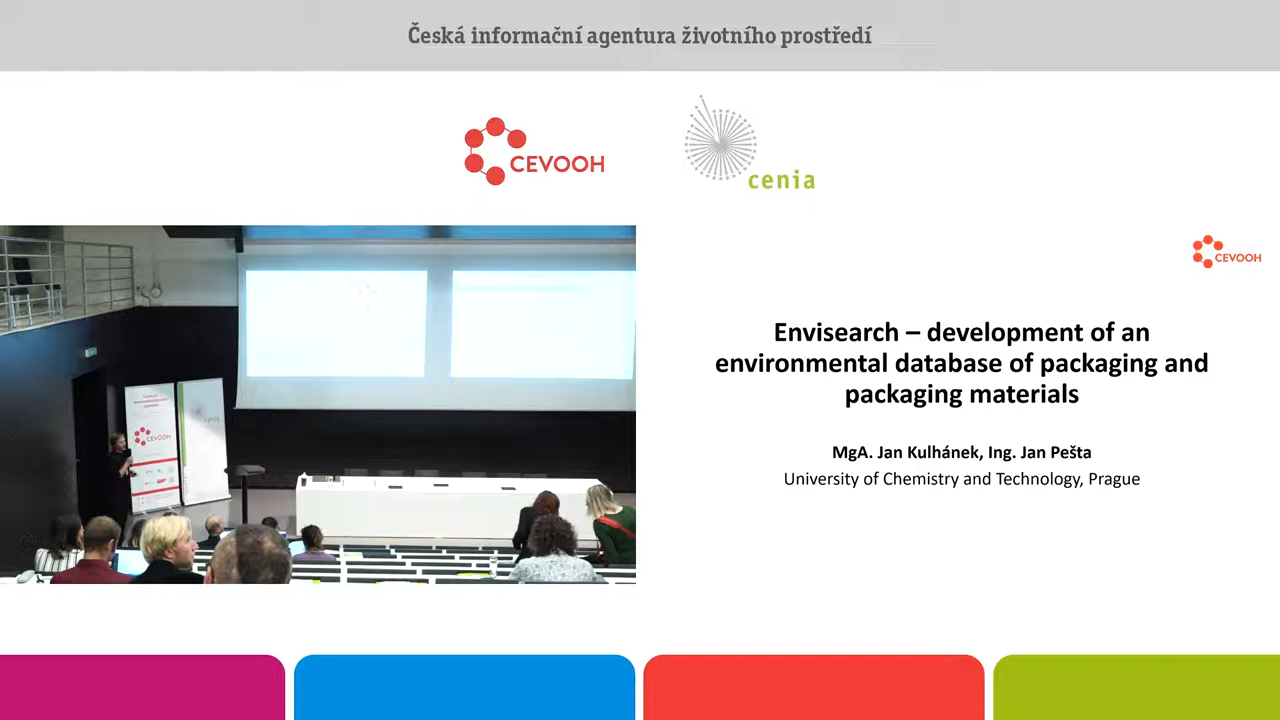 Česká informační agentura životního prostředí
CEVOOH
cenia
CEVOOH
Envisearch – development of an
environmental database of packaging and
packaging materials
MgA. Jan Kulhánek, Ing. Jan Pešta
University of Chemistry and Technology, Prague
CEVOOH